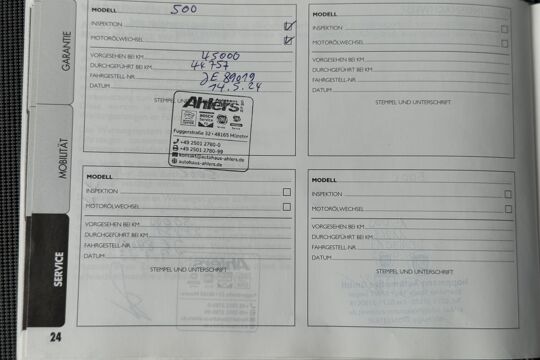 GARANTIE
MOBILITÄT
SERVICE
24
MODELL 500
INSPEKTION
MOTORÖLWECHSEL
VORGESEHEN BEI KM 45000
DURCHGEFÜHRT BEI KM 44757
FAHRGESTELL-NR. JE89019
DATUM 14.5.24
STEMPEL UND UNTERSCHRIFT
Ahlers
BOSCH
Service
Fuggerstraße 32 • 48165 Münster
+49 2501 2780-0
+49 2501 2780-99
kontakt@autohaus-ahlers.de
autohaus-ahlers.de
MODELL
INSPEKTION
MOTORÖLWECHSEL
VORGESEHEN BEI KM
DURCHGEFÜHRT BEI KM
FAHRGESTELL-NR.
DATUM
STEMPEL UND UNTERSCHRIFT
MODELL
INSPEKTION
MOTORÖLWECHSEL
VORGESEHEN BEI KM
DURCHGEFÜHRT BEI KM
FAHRGESTELL-NR.
DATUM
STEMPEL UND UNTERSCHRIFT
MODELL
INSPEKTION
MOTORÖLWECHSEL
VORGESEHEN BEI KM
DURCHGEFÜHRT BEI KM
FAHRGESTELL-NR.
DATUM
STEMPEL UND UNTERSCHRIFT